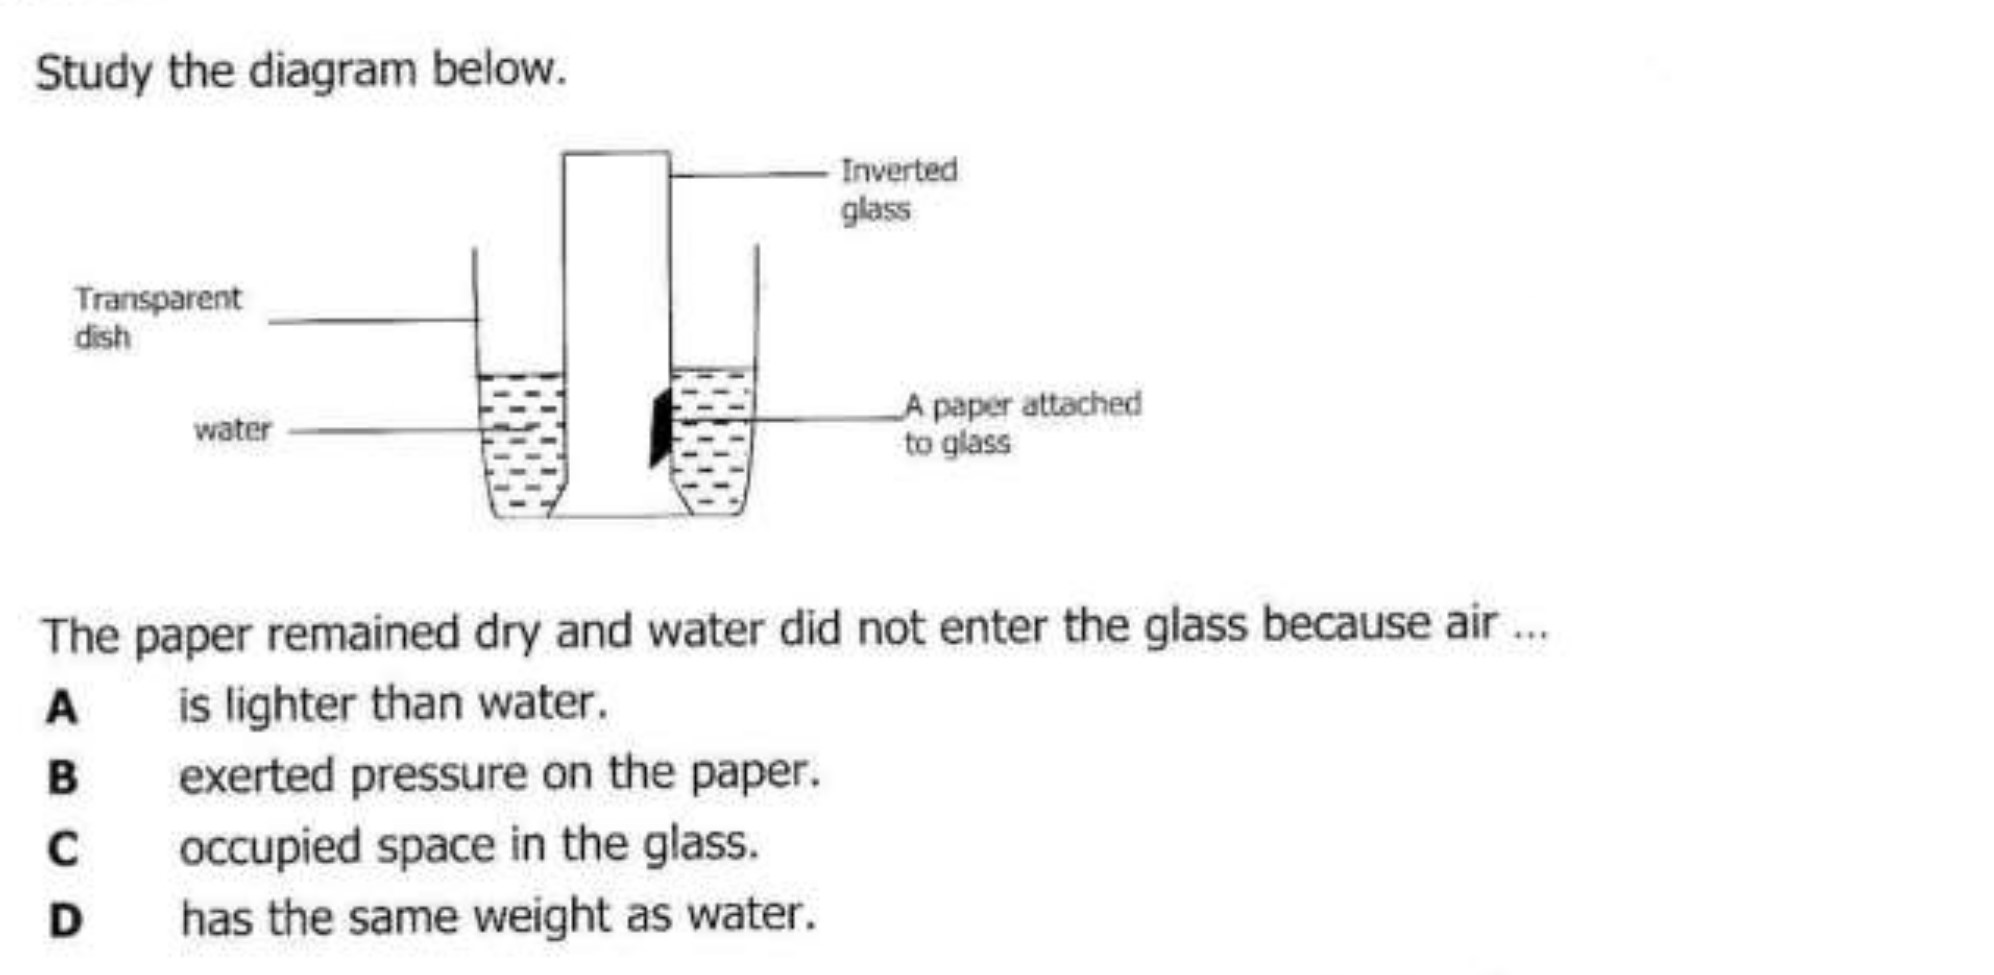 Study the diagram below.
Inverted
glass
Transparent
dish
water
A paper attached
to glass
The paper remained dry and water did not enter the glass because air ...
A is lighter than water.
B exerted pressure on the paper.
C occupied space in the glass.
D has the same weight as water.